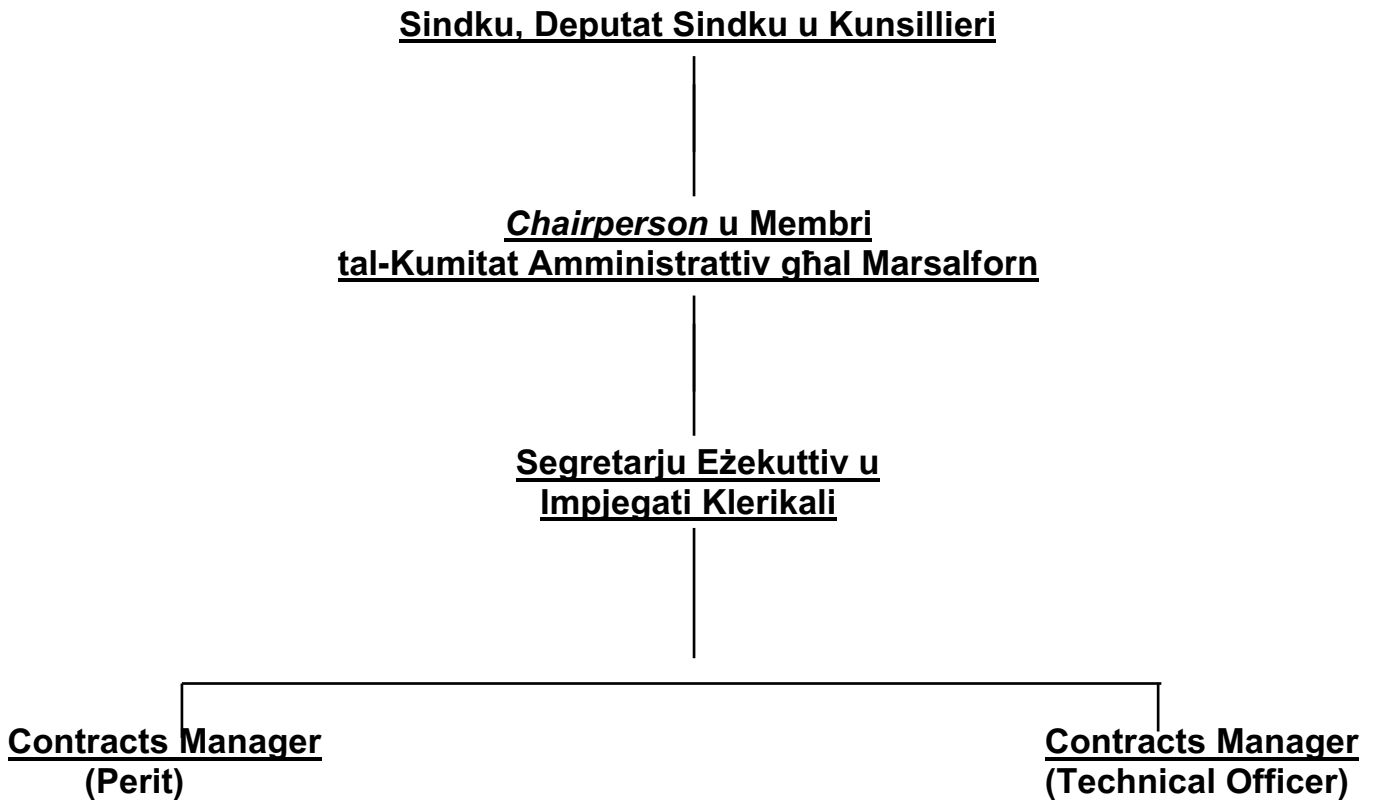 Sindku, Deputat Sindku u Kunsillieri
Chairperson u Membri
tal-Kumitat Amministrattiv għal Marsalforn
Segretarju Eżekuttiv u
Impjegati Klerikali
Contracts Manager
(Perit)
Contracts Manager
(Technical Officer)